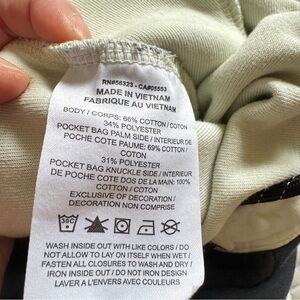 RN#56323 - CA#05553
MADE IN VIETNAM
FABRIQUE AU VIETNAM
BODY / CORPS: 66% COTTON / COTON
34% POLYESTER
POCKET BAG PALM SIDE / INTERIEUR DE
POCHE COTE PAUME: 69% COTTON /
COTON
31% POLYESTER
POCKET BAG KNUCKLE SIDE / INTERIEUR
DE POCHE COTE DOS DE LA MAIN: 100%
COTTON / COTON
EXCLUSIVE OF DECORATION /
DECORATION NON COMPRISE
30C
WASH INSIDE OUT WITH LIKE COLORS / DO
NOT ALLOW TO LAY ON ITSELF WHEN WET /
FASTEN ALL CLOSURES TO WASH AND DRY /
IRON INSIDE OUT / DO NOT IRON DESIGN
LAVER A L'ENVERS AVEC COULEURS